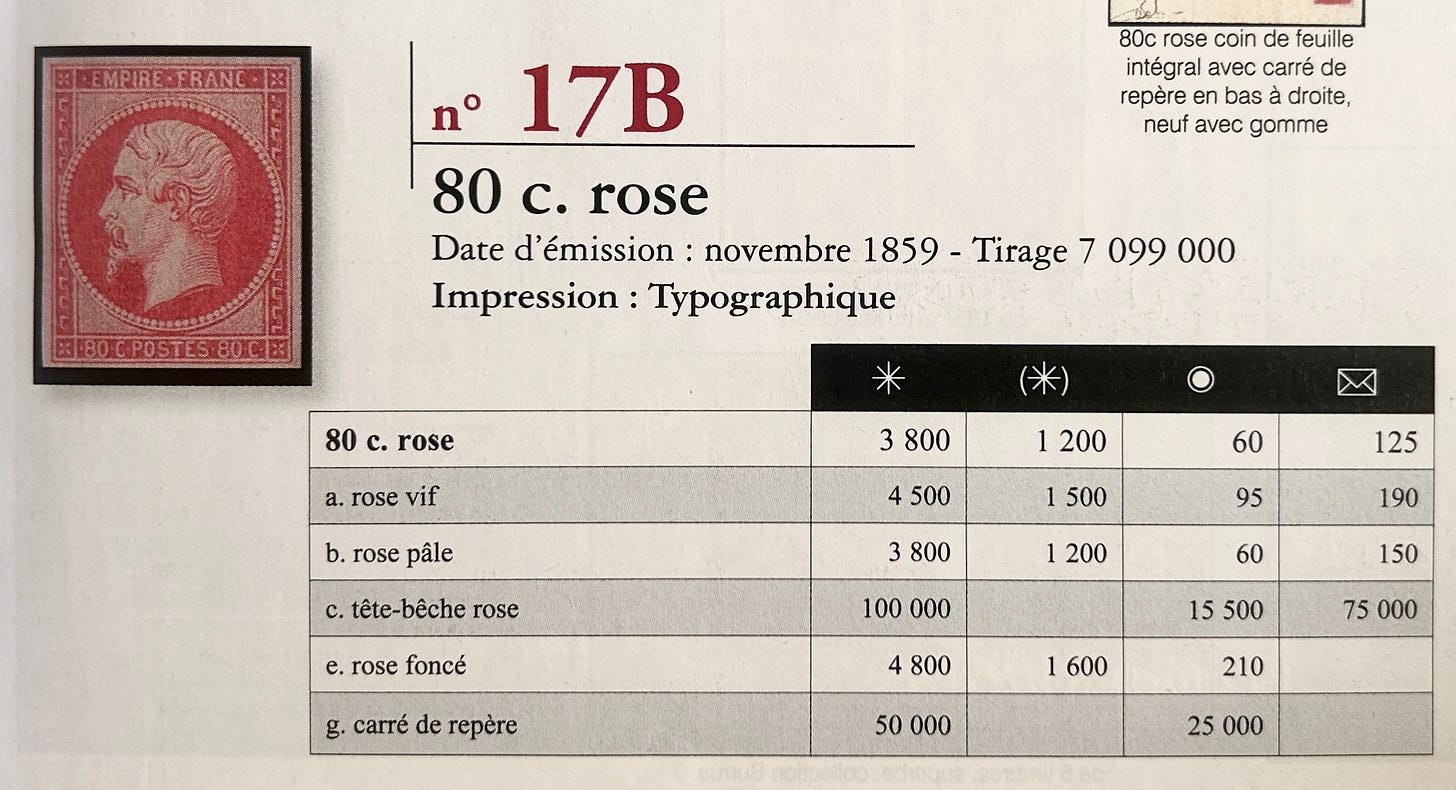 80c rose coin de feuille
intégral avec carré de
repère en bas à droite,
neuf avec gomme
EMPIRE FRANC
80 C. POSTES 80 C.
n° 17B
80 c. rose
Date d'émission : novembre 1859 - Tirage 7 099 000
Impression : Typographique
(*)
80 c. rose 3 800 1 200 60 125
a. rose vif 4 500 1 500 95 190
b. rose pâle 3 800 1 200 60 150
c. tête-bêche rose 100 000 15 500 75 000
e. rose foncé 4 800 1 600 210
g. carré de repère 50 000 25 000